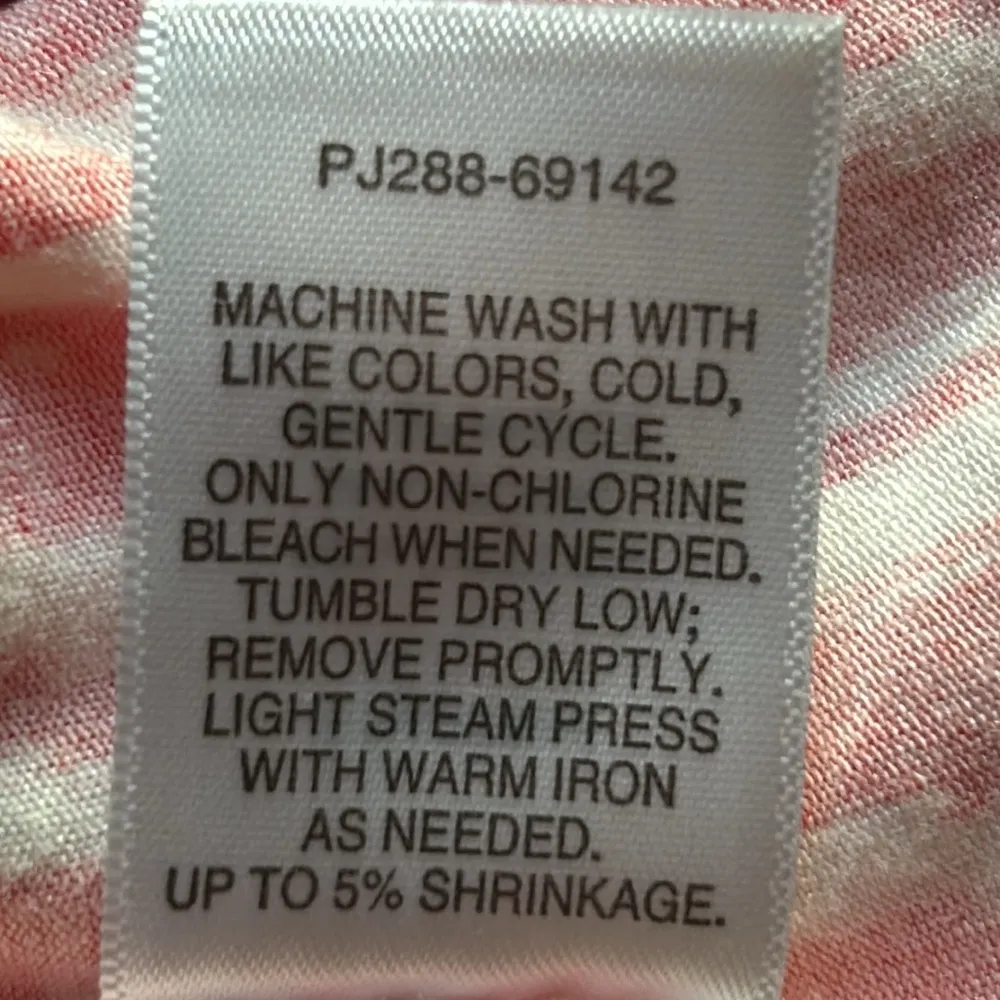 PJ288-69142
MACHINE WASH WITH
LIKE COLORS, COLD,
GENTLE CYCLE.
ONLY NON-CHLORINE
BLEACH WHEN NEEDED.
TUMBLE DRY LOW;
REMOVE PROMPTLY.
LIGHT STEAM PRESS
WITH WARM IRON
AS NEEDED.
UP TO 5% SHRINKAGE.